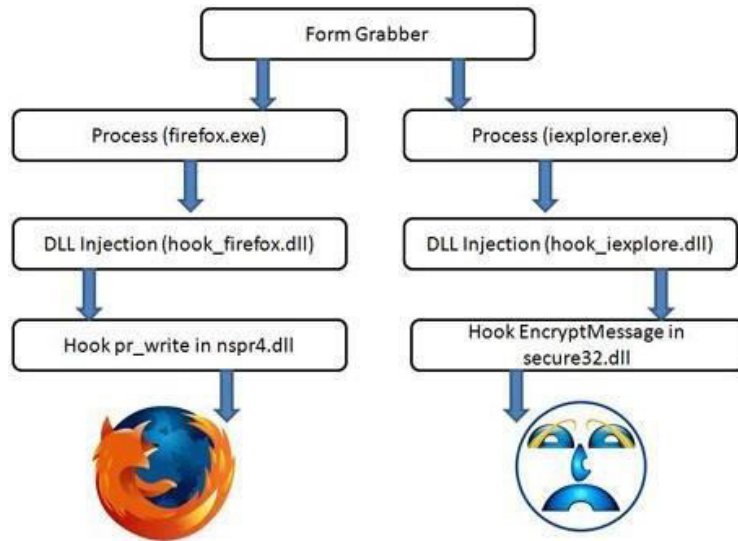 Form Grabber
Process (firefox.exe)
Process (iexplorer.exe)
DLL Injection (hook_firefox.dll)
DLL Injection (hook_iexplore.dll)
Hook pr_write in nspr4.dll
Hook EncryptMessage in
secure32.dll